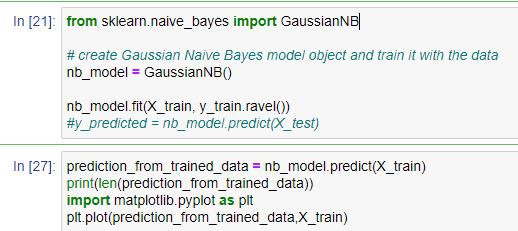 In [21]: from sklearn.naive_bayes import GaussianNB
# create Gaussian Naive Bayes model object and train it with the data
nb_model = GaussianNB()
nb_model.fit(X_train, y_train.ravel())
#y_predicted = nb_model.predict(X_test)
In [27]: prediction_from_trained_data = nb_model.predict(X_train)
print(len(prediction_from_trained_data))
import matplotlib.pyplot as plt
plt.plot(prediction_from_trained_data,X_train)